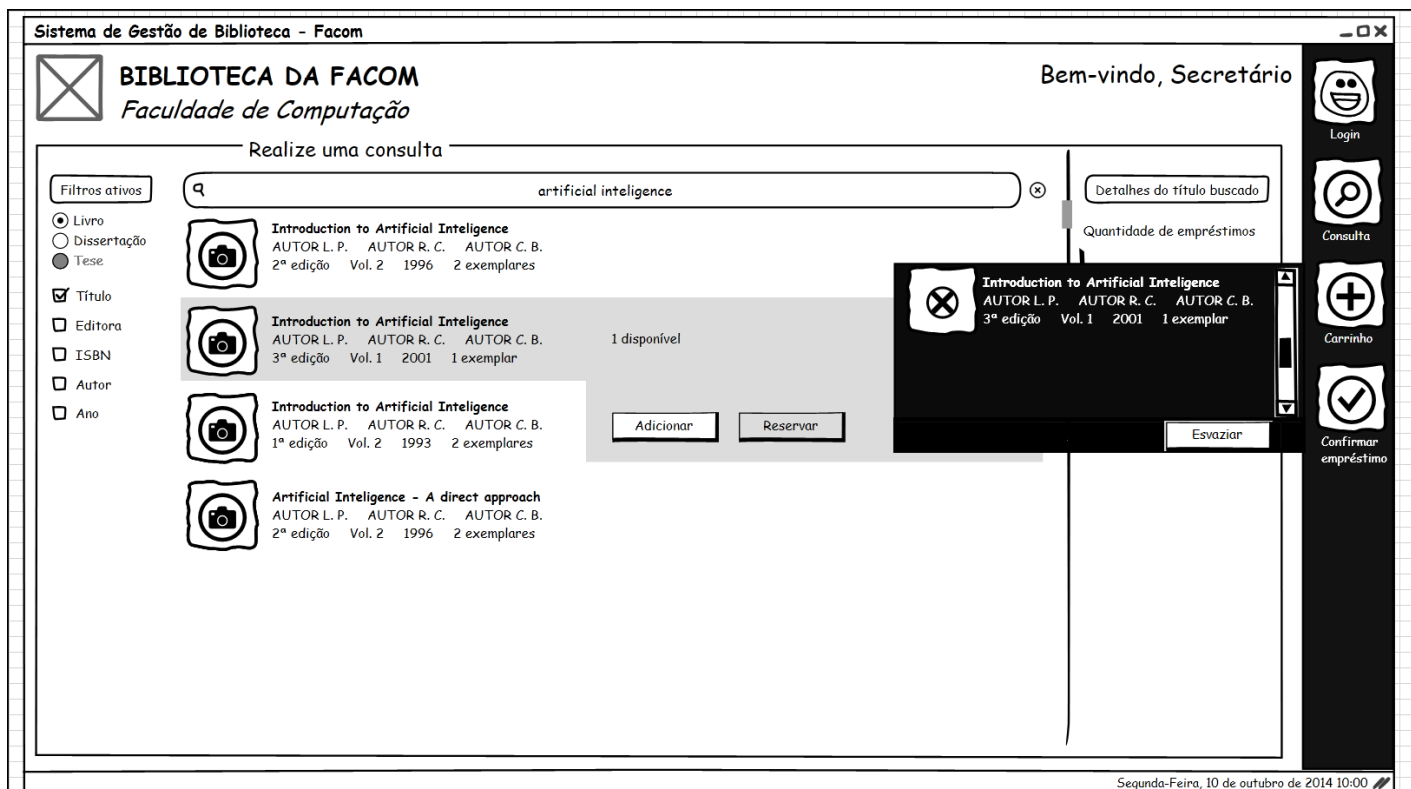 Sistema de Gestão de Biblioteca - Facom
BIBLIOTECA DA FACOM
Faculdade de Computação
Bem-vindo, Secretário
Realize uma consulta
Filtros ativos
Livro
Dissertação
Tese
Título
Editora
ISBN
Autor
Ano
artificial inteligence
Introduction to Artificial Inteligence
AUTOR L. P. AUTOR R. C. AUTOR C. B.
2ª edição Vol. 2 1996 2 exemplares
Introduction to Artificial Inteligence
AUTOR L. P. AUTOR R. C. AUTOR C. B.
3ª edição Vol. 1 2001 1 exemplar
1 disponível
Introduction to Artificial Inteligence
AUTOR L. P. AUTOR R. C. AUTOR C. B.
1ª edição Vol. 2 1993 2 exemplares
Adicionar
Reservar
Artificial Inteligence - A direct approach
AUTOR L. P. AUTOR R. C. AUTOR C. B.
2ª edição Vol. 2 1996 2 exemplares
Detalhes do título buscado
Quantidade de empréstimos
Introduction to Artificial Inteligence
AUTOR L. P. AUTOR R. C. AUTOR C. B.
3ª edição Vol. 1 2001 1 exemplar
Esvaziar
Login
Consulta
Carrinho
Confirmar
empréstimo
Segunda-Feira, 10 de outubro de 2014 10:00